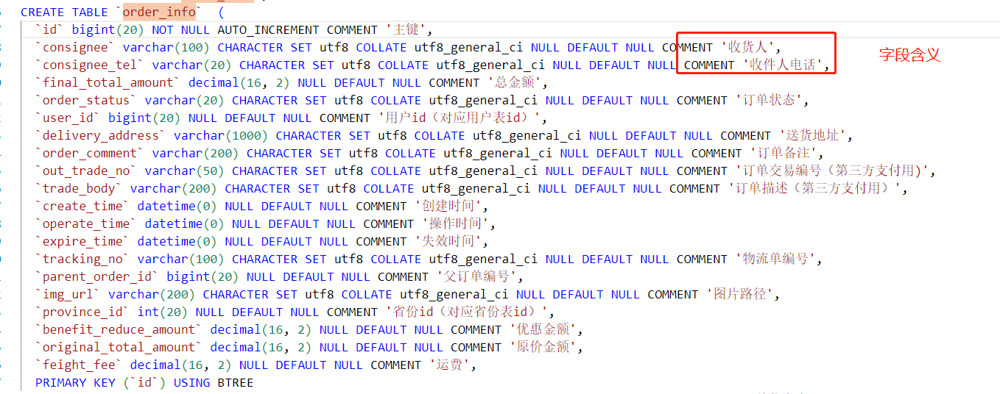 CREATE TABLE `order_info`  (
`id` bigint(20) NOT NULL AUTO_INCREMENT COMMENT '主键',
`consignee` varchar(100) CHARACTER SET utf8 COLLATE utf8_general_ci NULL DEFAULT NULL COMMENT '收货人',
字段含义
`consignee_tel` varchar(20) CHARACTER SET utf8 COLLATE utf8_general_ci NULL DEFAULT NULL COMMENT '收件人电话',
`final_total_amount` decimal(16, 2) NULL DEFAULT NULL COMMENT '总金额',
`order_status` varchar(20) CHARACTER SET utf8 COLLATE utf8_general_ci NULL DEFAULT NULL COMMENT '订单状态',
`user_id` bigint(20) NULL DEFAULT NULL COMMENT '用户id（对应用户表id）',
`delivery_address` varchar(1000) CHARACTER SET utf8 COLLATE utf8_general_ci NULL DEFAULT NULL COMMENT '送货地址',
`order_comment` varchar(200) CHARACTER SET utf8 COLLATE utf8_general_ci NULL DEFAULT NULL COMMENT '订单备注',
`out_trade_no` varchar(50) CHARACTER SET utf8 COLLATE utf8_general_ci NULL DEFAULT NULL COMMENT '订单交易编号（第三方支付用)',
`trade_body` varchar(200) CHARACTER SET utf8 COLLATE utf8_general_ci NULL DEFAULT NULL COMMENT '订单描述（第三方支付用）',
`create_time` datetime(0) NULL DEFAULT NULL COMMENT '创建时间',
`operate_time` datetime(0) NULL DEFAULT NULL COMMENT '操作时间',
`expire_time` datetime(0) NULL DEFAULT NULL COMMENT '失效时间',
`tracking_no` varchar(100) CHARACTER SET utf8 COLLATE utf8_general_ci NULL DEFAULT NULL COMMENT '物流单编号',
`parent_order_id` bigint(20) NULL DEFAULT NULL COMMENT '父订单编号',
`img_url` varchar(200) CHARACTER SET utf8 COLLATE utf8_general_ci NULL DEFAULT NULL COMMENT '图片路径',
`province_id` int(20) NULL DEFAULT NULL COMMENT '省份id（对应省份表id）',
`benefit_reduce_amount` decimal(16, 2) NULL DEFAULT NULL COMMENT '优惠金额',
`original_total_amount` decimal(16, 2) NULL DEFAULT NULL COMMENT '原价金额',
`feight_fee` decimal(16, 2) NULL DEFAULT NULL COMMENT '运费',
PRIMARY KEY (`id`) USING BTREE